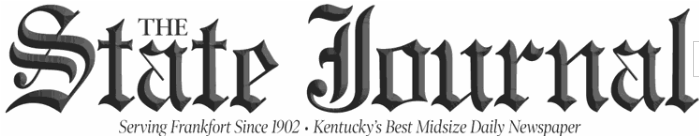 THE
State Journal
Serving Frankfort Since 1902 • Kentucky's Best Midsize Daily Newspaper